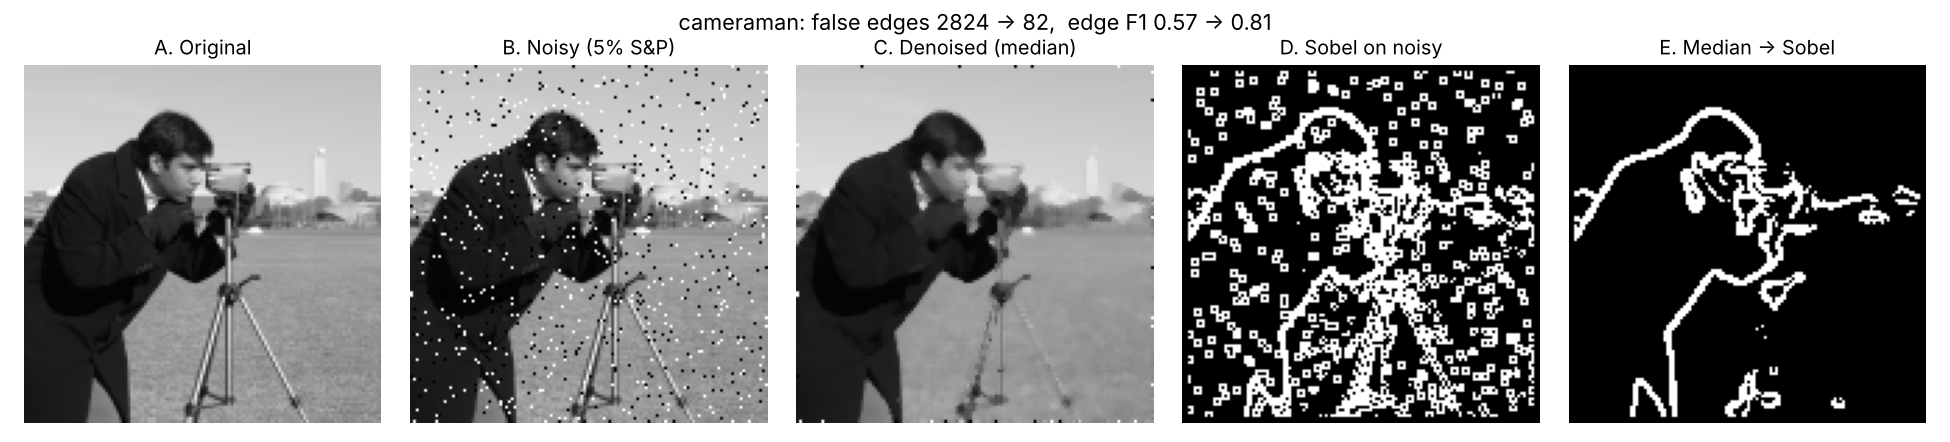 cameraman: false edges 2824 → 82, edge F1 0.57 → 0.81
A. Original
B. Noisy (5% S&P)
C. Denoised (median)
D. Sobel on noisy
E. Median → Sobel